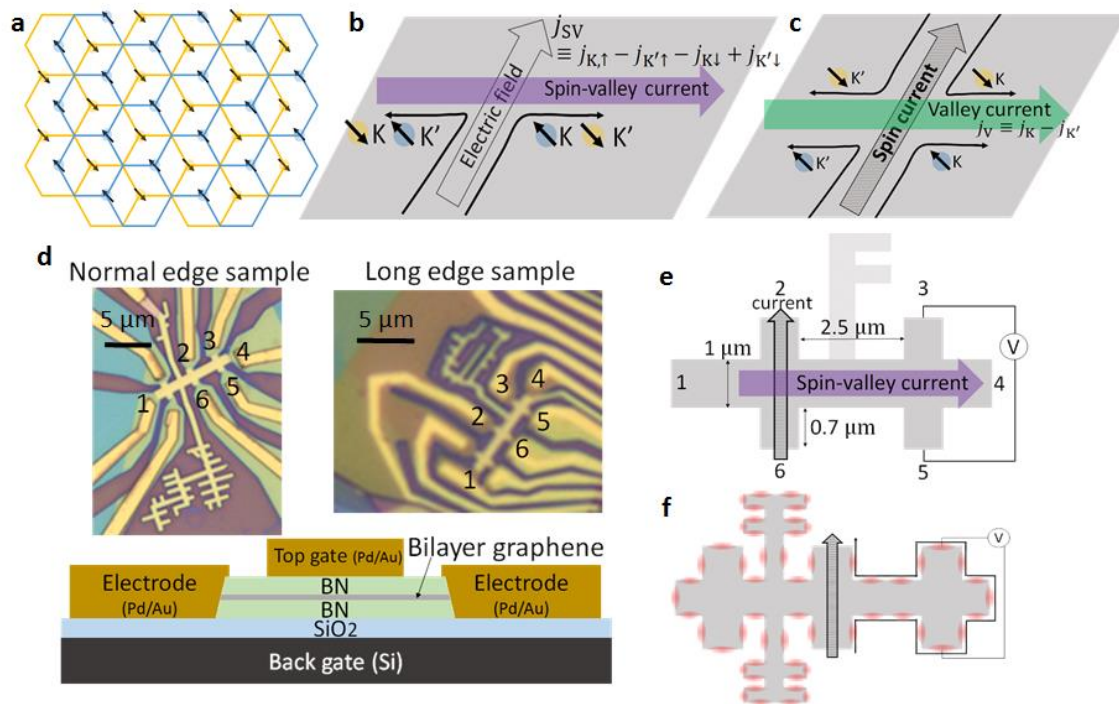 a
b
j_SV
≡ j_K,↑ − j_K′↑ − j_K↓ + j_K′↓
Spin-valley current
Electric field
K
K′
K
K′
c
K′
K
Spin current
Valley current
j_V ≡ j_K − j_K′
K′
K
d
Normal edge sample
5 μm
1
2
3
4
5
6
Long edge sample
5 μm
1
2
3
4
5
6
Top gate (Pd/Au)
Bilayer graphene
Electrode
(Pd/Au)
BN
BN
Electrode
(Pd/Au)
SiO₂
Back gate (Si)
e
2
current
3
2.5 μm
1 μm
V
1
Spin-valley current
4
0.7 μm
6
5
f
V